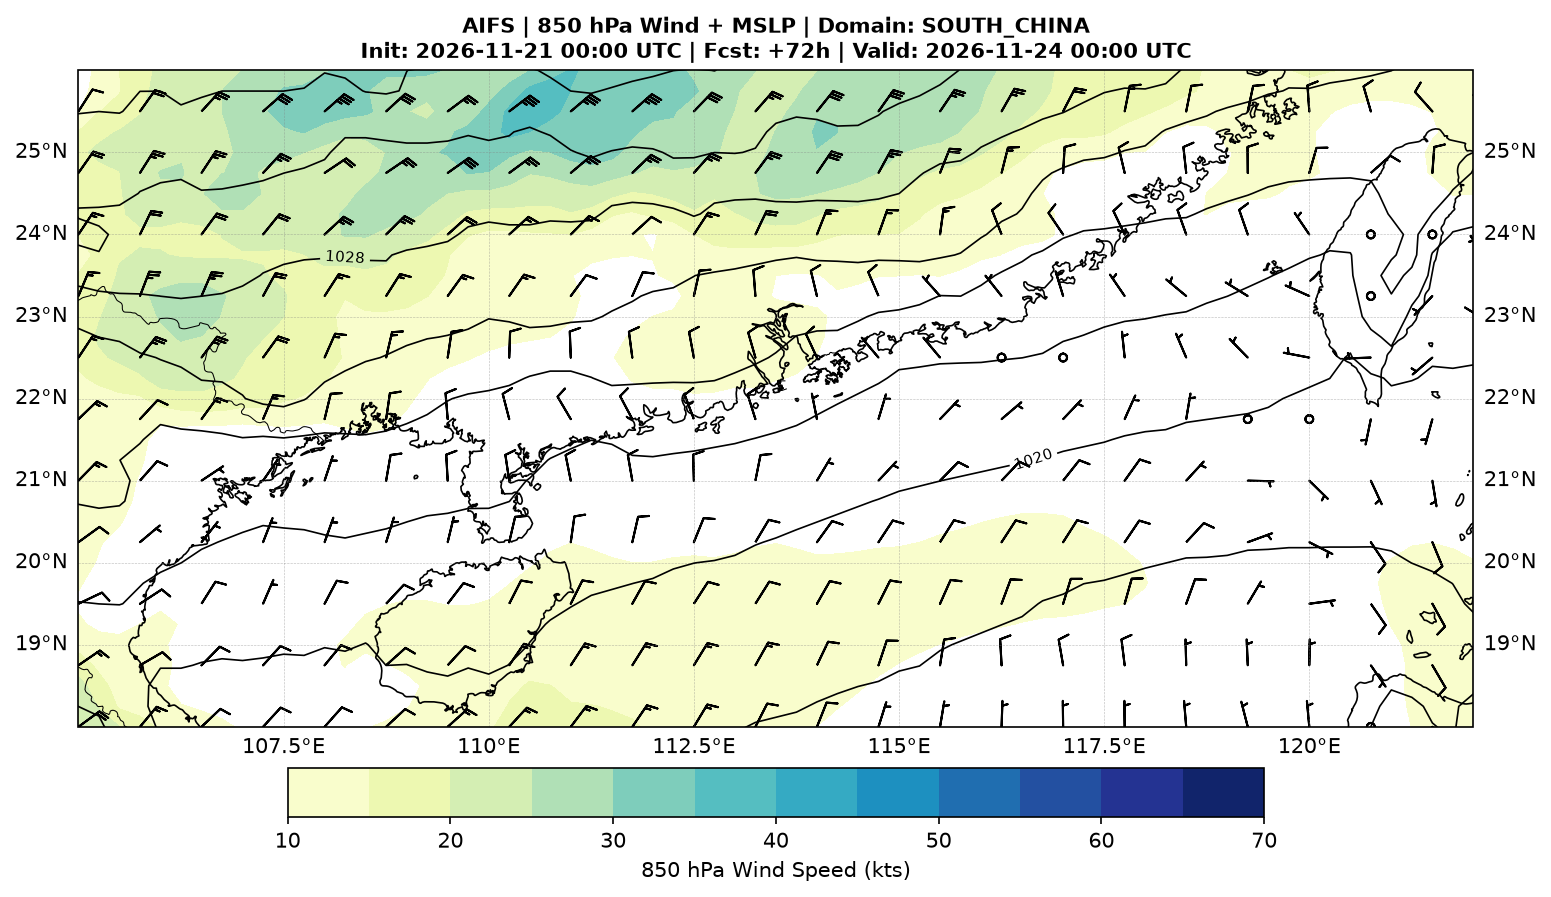 AIFS | 850 hPa Wind + MSLP | Domain: SOUTH_CHINA
Init: 2026-11-21 00:00 UTC | Fcst: +72h | Valid: 2026-11-24 00:00 UTC
25°N 25°N
24°N 24°N
1028
23°N 23°N
22°N 22°N
1020
21°N 21°N
20°N 20°N
19°N 19°N
107.5°E 110°E 112.5°E 115°E 117.5°E 120°E
10 20 30 40 50 60 70
850 hPa Wind Speed (kts)